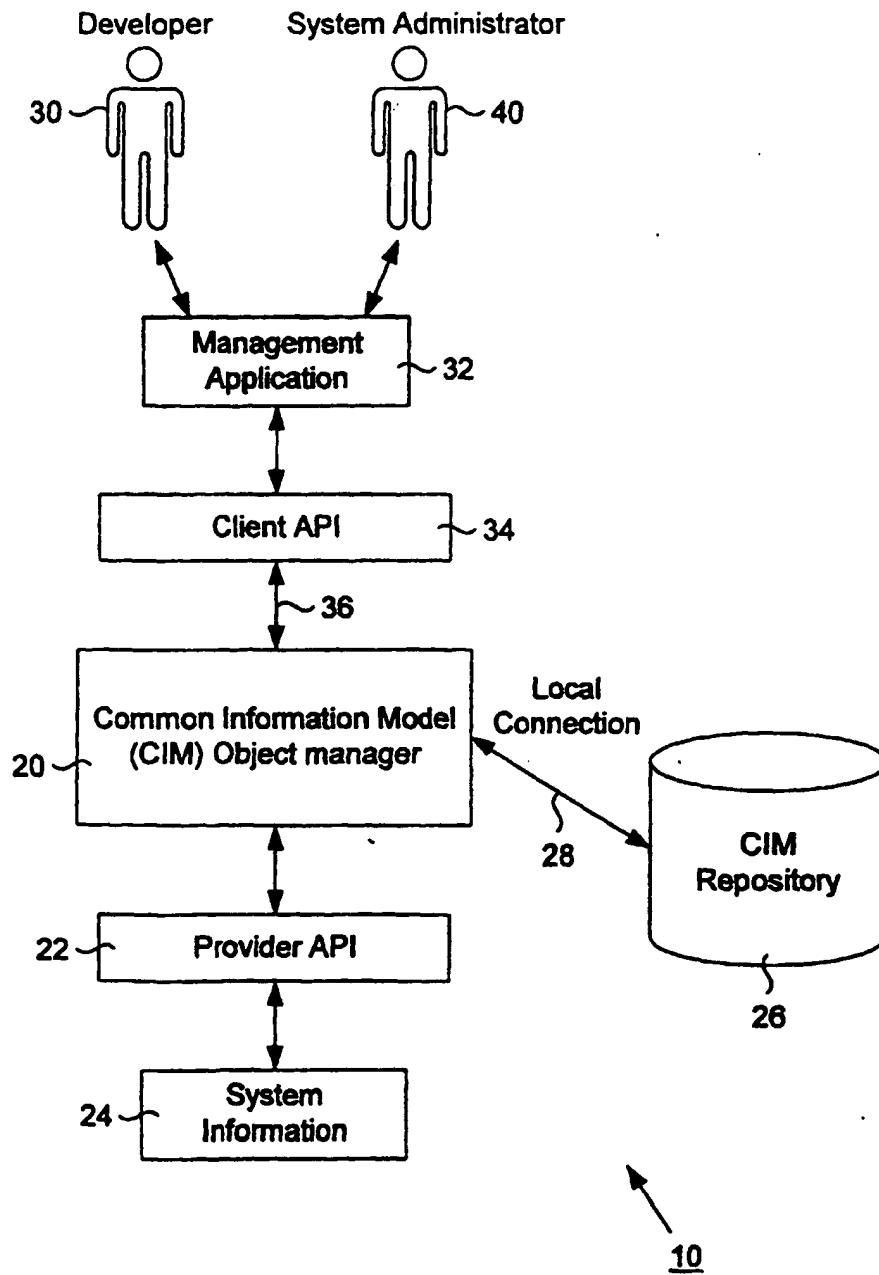 Developer
System Administrator
30
40
Management
Application
32
Client API
34
36
Common Information Model
(CIM) Object manager
20
Local
Connection
28
CIM
Repository
26
22
Provider API
System
Information
24
10